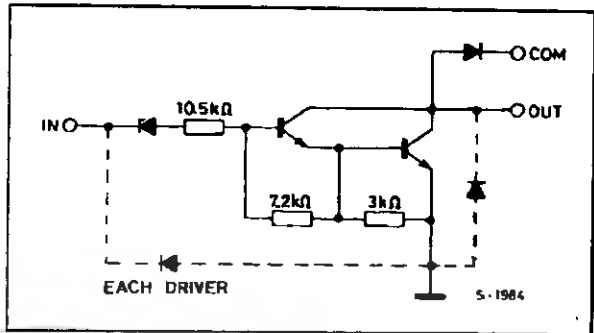 COM
10.5kΩ
IN
OUT
7.2kΩ
3kΩ
EACH DRIVER
S-1984